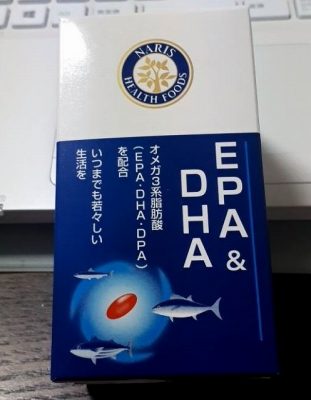 NARIS
HEALTH FOODS
EPA &
DHA
オメガ3系脂肪酸
(EPA・DHA・DPA)
を配合
いつまでも若々しい
生活を